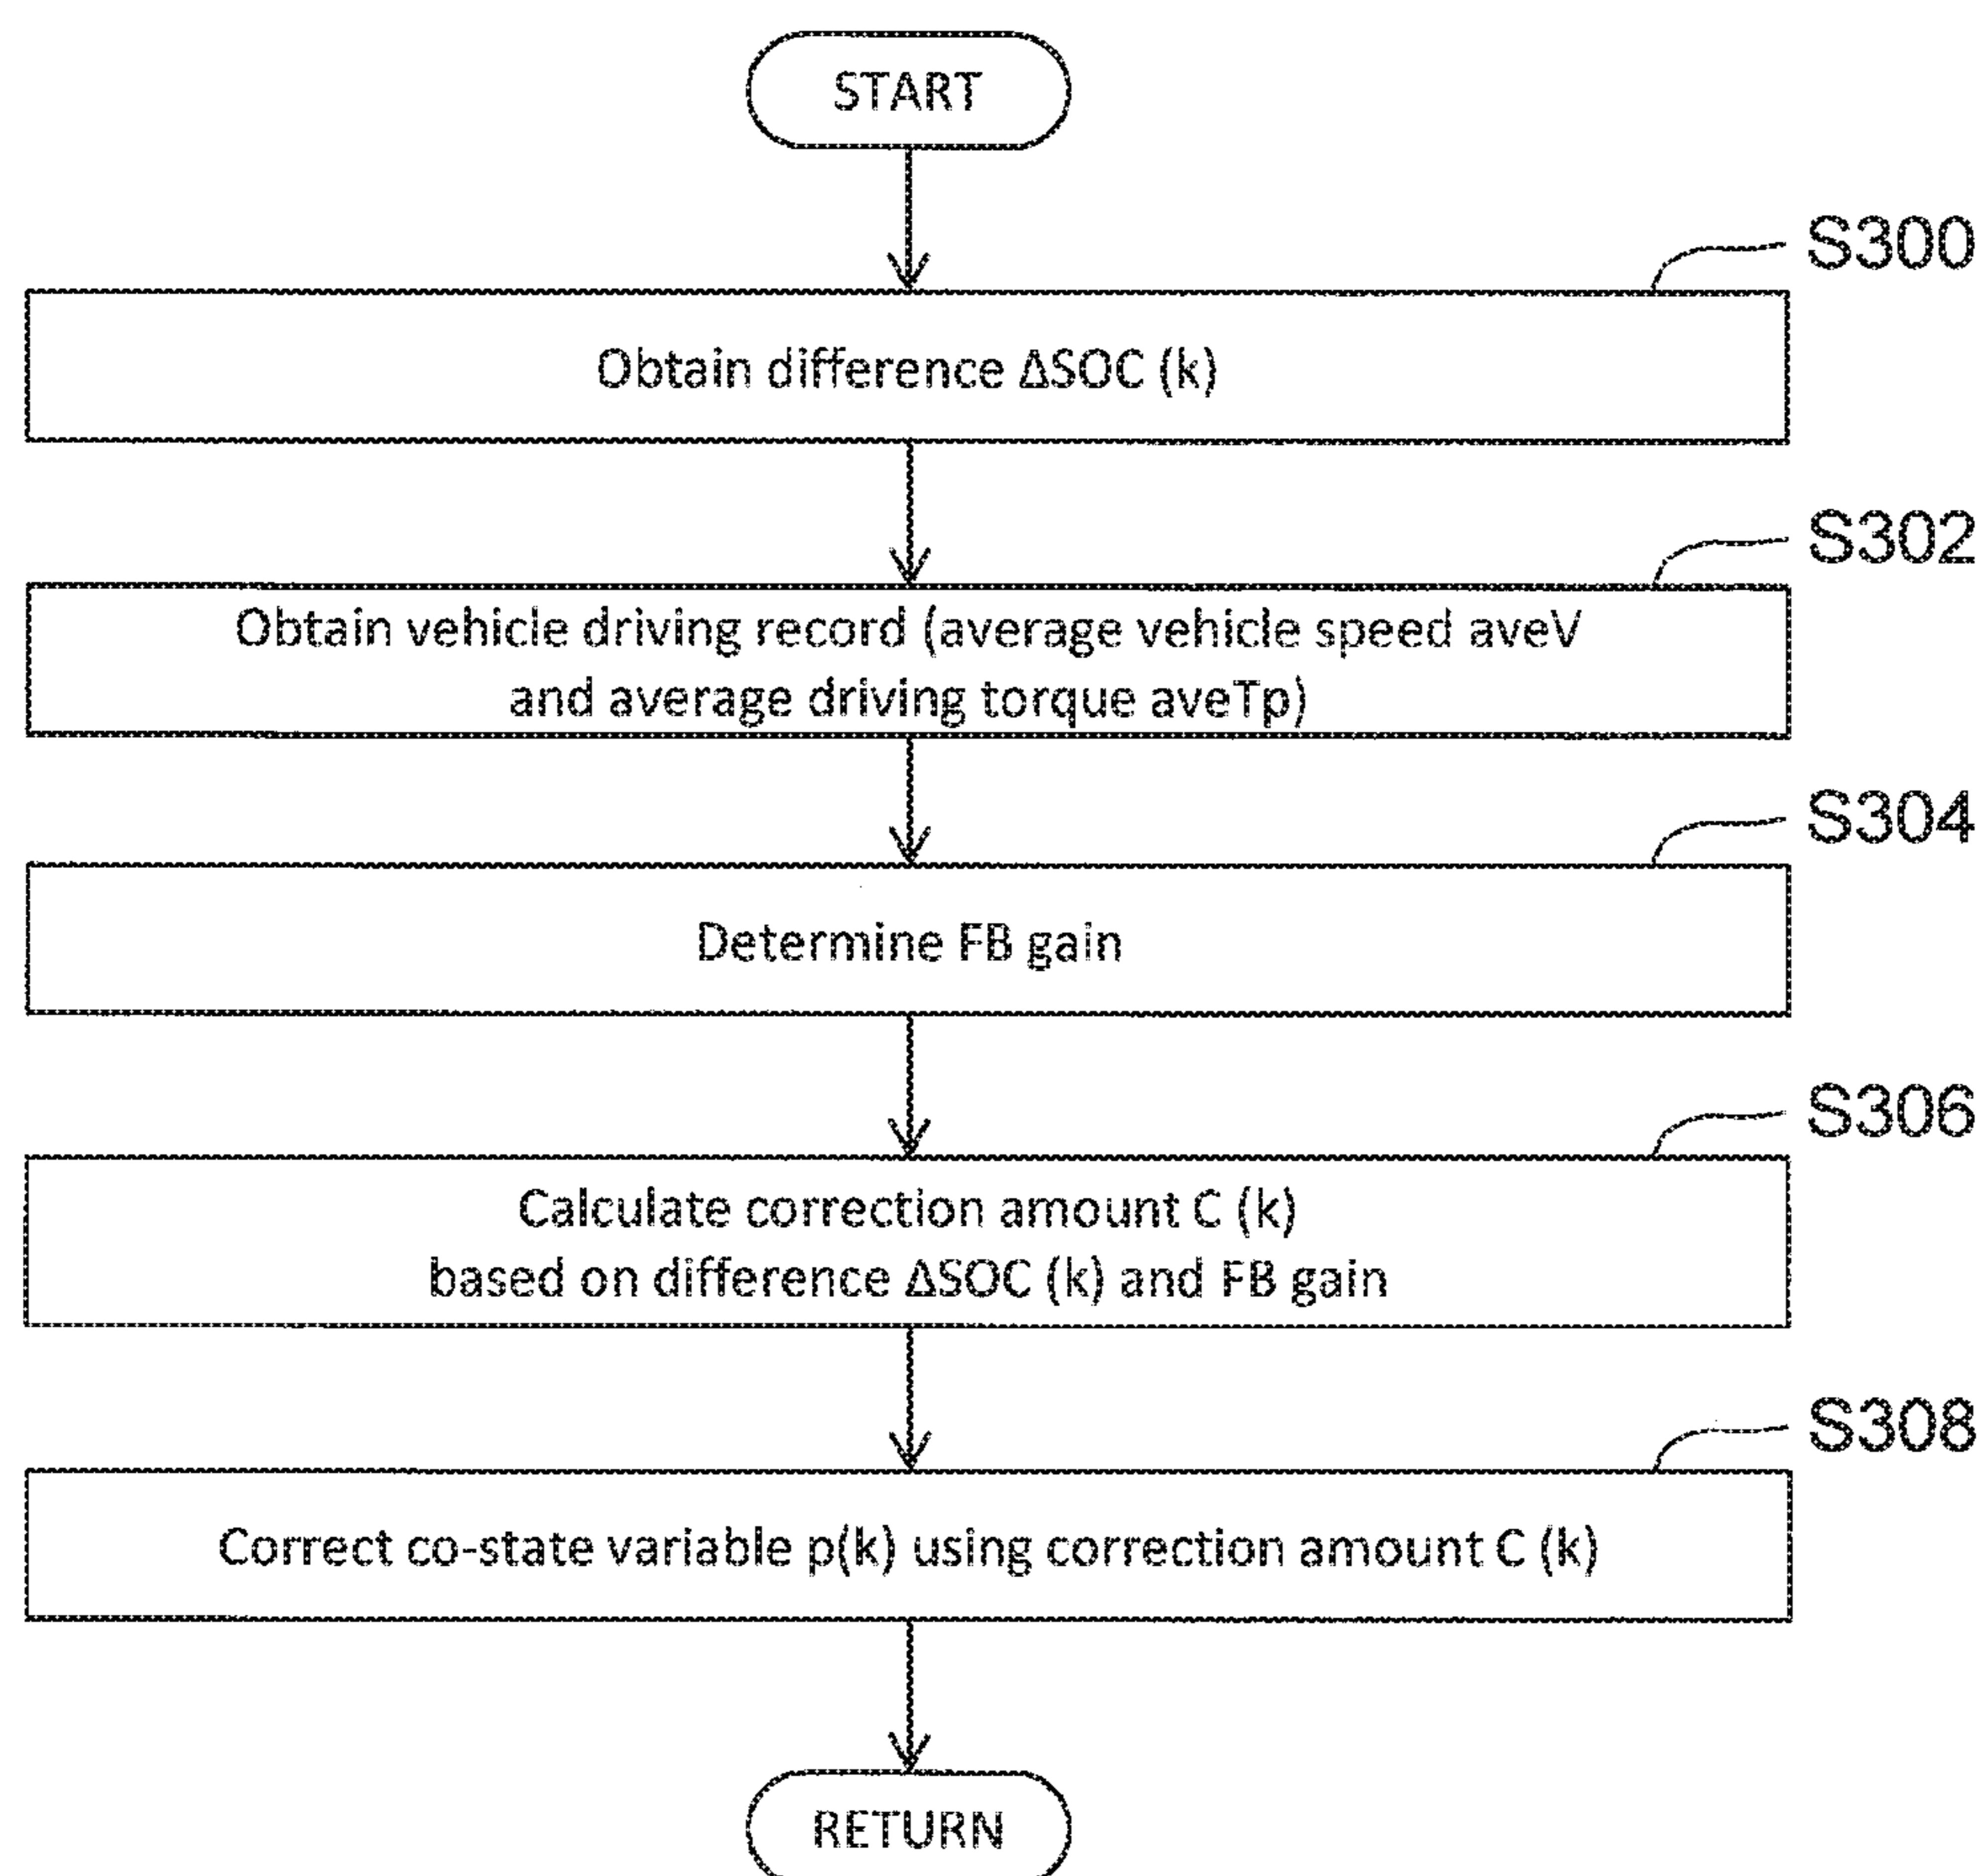 START
S300
Obtain difference ΔSOC (k)
S302
Obtain vehicle driving record (average vehicle speed aveV
and average driving torque aveTp)
S304
Determine FB gain
S306
Calculate correction amount C (k)
based on difference ΔSOC (k) and FB gain
S308
Correct co-state variable p(k) using correction amount C (k)
RETURN